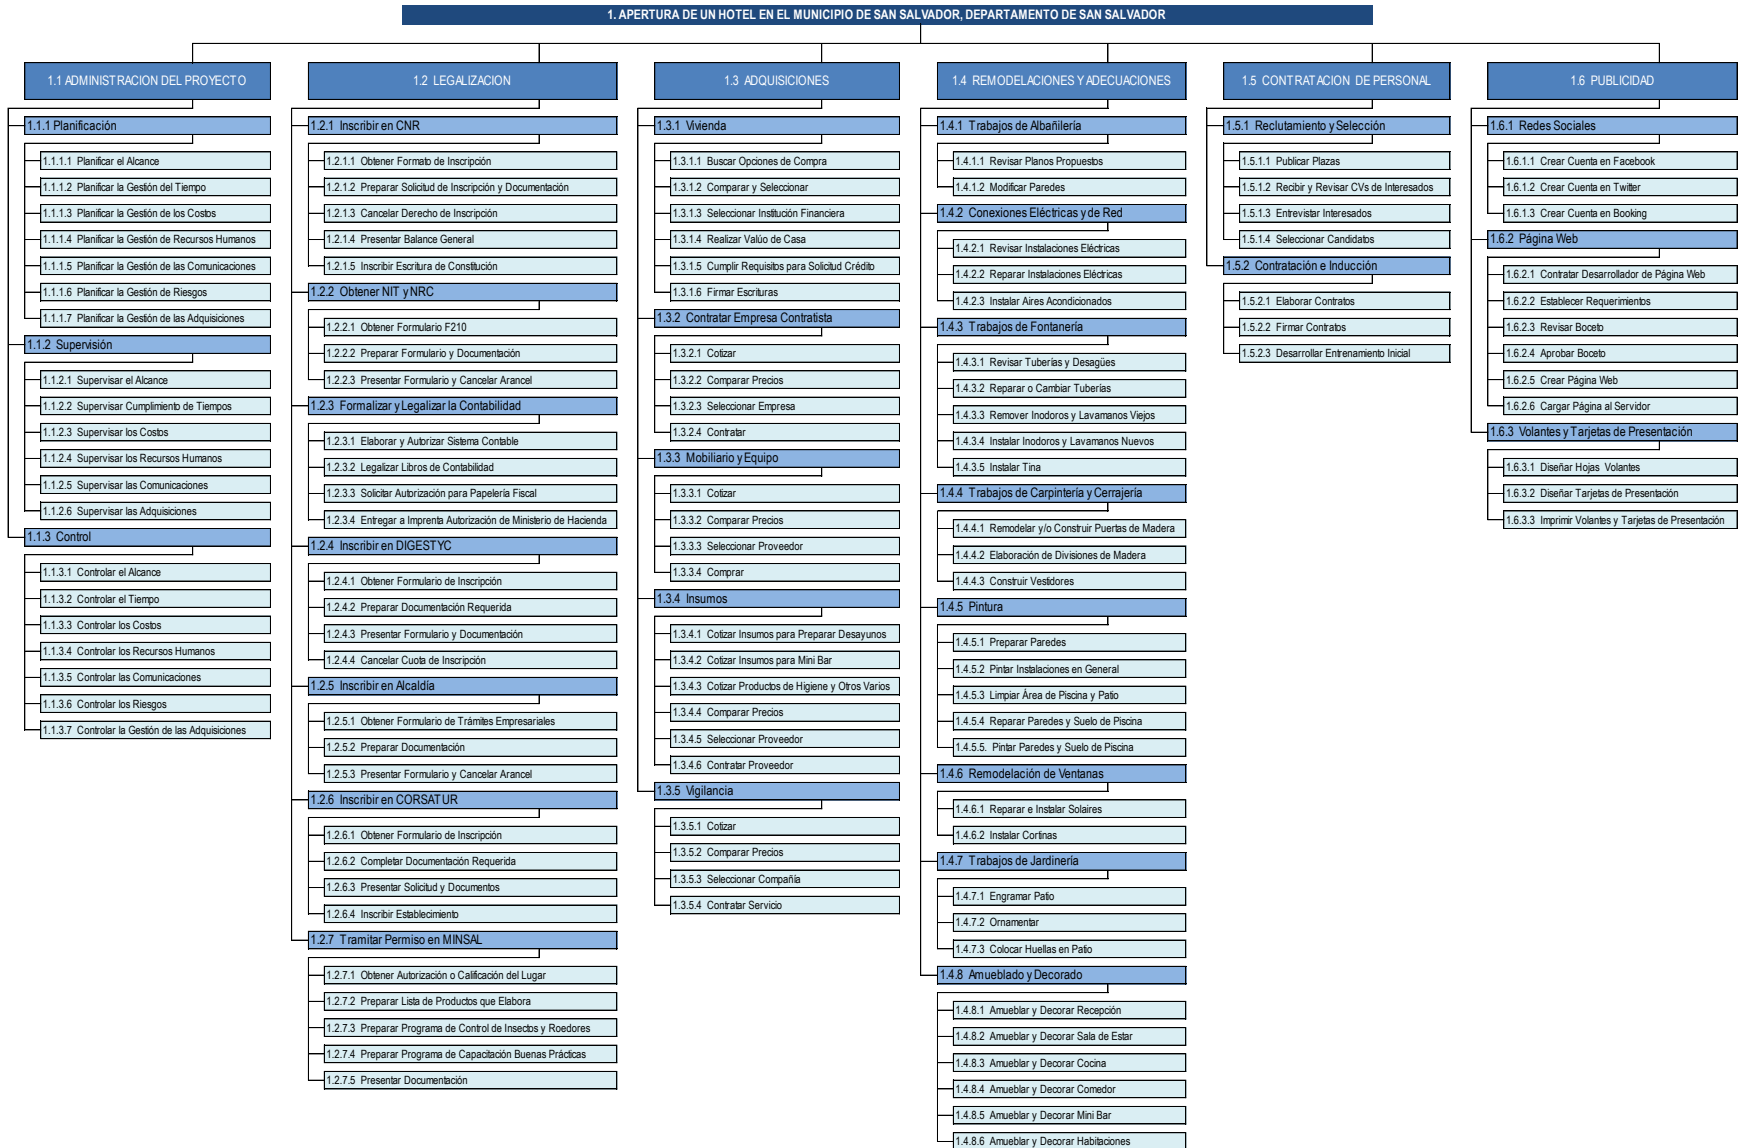 1. APERTURA DE UN HOTEL EN EL MUNICIPIO DE SAN SALVADOR, DEPARTAMENTO DE SAN SALVADOR
1.1 ADMINISTRACION DEL PROYECTO
1.1.1 Planificación
1.1.1.1 Planificar el Alcance
1.1.1.2 Planificar la Gestión del Tiempo
1.1.1.3 Planificar la Gestión de los Costos
1.1.1.4 Planificar la Gestión de Recursos Humanos
1.1.1.5 Planificar la Gestión de las Comunicaciones
1.1.1.6 Planificar la Gestión de Riesgos
1.1.1.7 Planificar la Gestión de las Adquisiciones
1.1.2 Supervisión
1.1.2.1 Supervisar el Alcance
1.1.2.2 Supervisar Cumplimiento de Tiempos
1.1.2.3 Supervisar los Costos
1.1.2.4 Supervisar los Recursos Humanos
1.1.2.5 Supervisar las Comunicaciones
1.1.2.6 Supervisar las Adquisiciones
1.1.3 Control
1.1.3.1 Controlar el Alcance
1.1.3.2 Controlar el Tiempo
1.1.3.3 Controlar los Costos
1.1.3.4 Controlar los Recursos Humanos
1.1.3.5 Controlar las Comunicaciones
1.1.3.6 Controlar los Riesgos
1.1.3.7 Controlar la Gestión de las Adquisiciones
1.2 LEGALIZACION
1.2.1 Inscribir en CNR
1.2.1.1 Obtener Formato de Inscripción
1.2.1.2 Preparar Solicitud de Inscripción y Documentación
1.2.1.3 Cancelar Derecho de Inscripción
1.2.1.4 Presentar Balance General
1.2.1.5 Inscribir Escritura de Constitución
1.2.2 Obtener NIT y NRC
1.2.2.1 Obtener Formulario F210
1.2.2.2 Preparar Formulario y Documentación
1.2.2.3 Presentar Formulario y Cancelar Arancel
1.2.3 Formalizar y Legalizar la Contabilidad
1.2.3.1 Elaborar y Autorizar Sistema Contable
1.2.3.2 Legalizar Libros de Contabilidad
1.2.3.3 Solicitar Autorización para Papelería Fiscal
1.2.3.4 Entregar a Imprenta Autorización de Ministerio de Hacienda
1.2.4 Inscribir en DIGESTYC
1.2.4.1 Obtener Formulario de Inscripción
1.2.4.2 Preparar Documentación Requerida
1.2.4.3 Presentar Formulario y Documentación
1.2.4.4 Cancelar Cuota de Inscripción
1.2.5 Inscribir en Alcaldía
1.2.5.1 Obtener Formulario de Trámites Empresariales
1.2.5.2 Preparar Documentación
1.2.5.3 Presentar Formulario y Cancelar Arancel
1.2.6 Inscribir en CORSATUR
1.2.6.1 Obtener Formulario de Inscripción
1.2.6.2 Completar Documentación Requerida
1.2.6.3 Presentar Solicitud y Documentos
1.2.6.4 Inscribir Establecimiento
1.2.7 Tramitar Permiso en MINSAL
1.2.7.1 Obtener Autorización o Calificación del Lugar
1.2.7.2 Preparar Lista de Productos que Elabora
1.2.7.3 Preparar Programa de Control de Insectos y Roedores
1.2.7.4 Preparar Programa de Capacitación Buenas Prácticas
1.2.7.5 Presentar Documentación
1.3 ADQUISICIONES
1.3.1 Vivienda
1.3.1.1 Buscar Opciones de Compra
1.3.1.2 Comparar y Seleccionar
1.3.1.3 Seleccionar Institución Financiera
1.3.1.4 Realizar Valúo de Casa
1.3.1.5 Cumplir Requisitos para Solicitud Crédito
1.3.1.6 Firmar Escrituras
1.3.2 Contratar Empresa Contratista
1.3.2.1 Cotizar
1.3.2.2 Comparar Precios
1.3.2.3 Seleccionar Empresa
1.3.2.4 Contratar
1.3.3 Mobiliario y Equipo
1.3.3.1 Cotizar
1.3.3.2 Comparar Precios
1.3.3.3 Seleccionar Proveedor
1.3.3.4 Comprar
1.3.4 Insumos
1.3.4.1 Cotizar Insumos para Preparar Desayunos
1.3.4.2 Cotizar Insumos para Mini Bar
1.3.4.3 Cotizar Productos de Higiene y Otros Varios
1.3.4.4 Comparar Precios
1.3.4.5 Seleccionar Proveedor
1.3.4.6 Contratar Proveedor
1.3.5 Vigilancia
1.3.5.1 Cotizar
1.3.5.2 Comparar Precios
1.3.5.3 Seleccionar Compañía
1.3.5.4 Contratar Servicio
1.4 REMODELACIONES Y ADECUACIONES
1.4.1 Trabajos de Albañilería
1.4.1.1 Revisar Planos Propuestos
1.4.1.2 Modificar Paredes
1.4.2 Conexiones Eléctricas y de Red
1.4.2.1 Revisar Instalaciones Eléctricas
1.4.2.2 Reparar Instalaciones Eléctricas
1.4.2.3 Instalar Aires Acondicionados
1.4.3 Trabajos de Fontanería
1.4.3.1 Revisar Tuberías y Desagües
1.4.3.2 Reparar o Cambiar Tuberías
1.4.3.3 Remover Inodoros y Lavamanos Viejos
1.4.3.4 Instalar Inodoros y Lavamanos Nuevos
1.4.3.5 Instalar Tina
1.4.4 Trabajos de Carpintería y Cerrajería
1.4.4.1 Remodelar y/o Construir Puertas de Madera
1.4.4.2 Elaboración de Divisiones de Madera
1.4.4.3 Construir Vestidores
1.4.5 Pintura
1.4.5.1 Preparar Paredes
1.4.5.2 Pintar Instalaciones en General
1.4.5.3 Limpiar Área de Piscina y Patio
1.4.5.4 Reparar Paredes y Suelo de Piscina
1.4.5.5. Pintar Paredes y Suelo de Piscina
1.4.6 Remodelación de Ventanas
1.4.6.1 Reparar e Instalar Solaires
1.4.6.2 Instalar Cortinas
1.4.7 Trabajos de Jardinería
1.4.7.1 Engramar Patio
1.4.7.2 Ornamentar
1.4.7.3 Colocar Huellas en Patio
1.4.8 Amueblado y Decorado
1.4.8.1 Amueblar y Decorar Recepción
1.4.8.2 Amueblar y Decorar Sala de Estar
1.4.8.3 Amueblar y Decorar Cocina
1.4.8.4 Amueblar y Decorar Comedor
1.4.8.5 Amueblar y Decorar Mini Bar
1.4.8.6 Amueblar y Decorar Habitaciones
1.5 CONTRATACION DE PERSONAL
1.5.1 Reclutamiento y Selección
1.5.1.1 Publicar Plazas
1.5.1.2 Recibir y Revisar CVs de Interesados
1.5.1.3 Entrevistar Interesados
1.5.1.4 Seleccionar Candidatos
1.5.2 Contratación e Inducción
1.5.2.1 Elaborar Contratos
1.5.2.2 Firmar Contratos
1.5.2.3 Desarrollar Entrenamiento Inicial
1.6 PUBLICIDAD
1.6.1 Redes Sociales
1.6.1.1 Crear Cuenta en Facebook
1.6.1.2 Crear Cuenta en Twitter
1.6.1.3 Crear Cuenta en Booking
1.6.2 Página Web
1.6.2.1 Contratar Desarrollador de Página Web
1.6.2.2 Establecer Requerimientos
1.6.2.3 Revisar Boceto
1.6.2.4 Aprobar Boceto
1.6.2.5 Crear Página Web
1.6.2.6 Cargar Página al Servidor
1.6.3 Volantes y Tarjetas de Presentación
1.6.3.1 Diseñar Hojas Volantes
1.6.3.2 Diseñar Tarjetas de Presentación
1.6.3.3 Imprimir Volantes y Tarjetas de Presentación